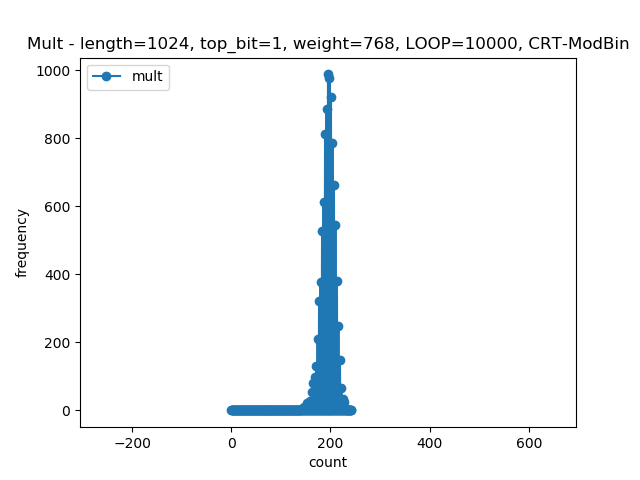 Mult - length=1024, top_bit=1, weight=768, LOOP=10000, CRT-ModBin
mult
1000
800
600
400
200
0
frequency
−200
0
200
400
600
count